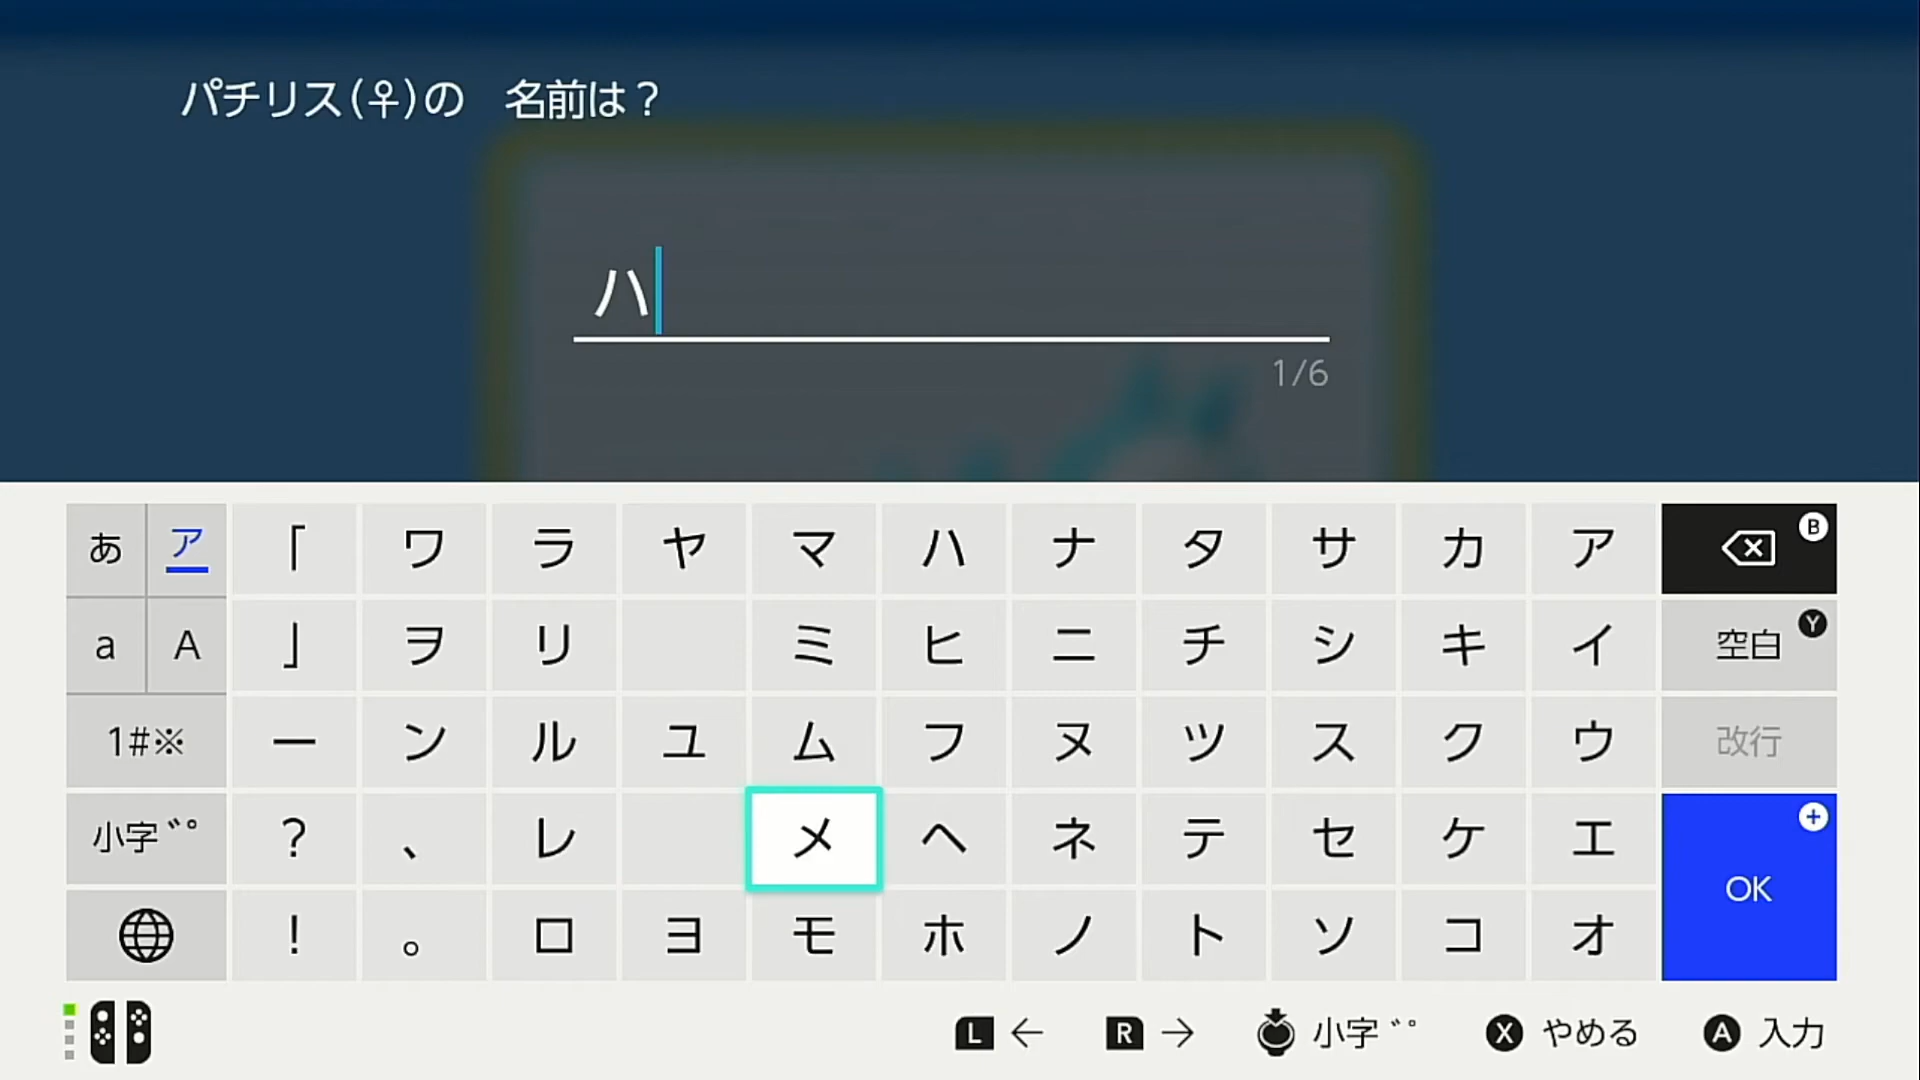 パチリス(♀)の　名前は？
ハ
1/6
あ ア 「 ワ ラ ヤ マ ハ ナ タ サ カ ア B
a A 」 ヲ リ ミ ヒ ニ チ シ キ イ 空白 Y
1#※ ー ン ル ユ ム フ ヌ ツ ス ク ウ 改行
小字゛゜ ? 、 レ メ ヘ ネ テ セ ケ エ +
OK
! 。 ロ ヨ モ ホ ノ ト ソ コ オ
L ← R → 小字゛゜ X やめる A 入力